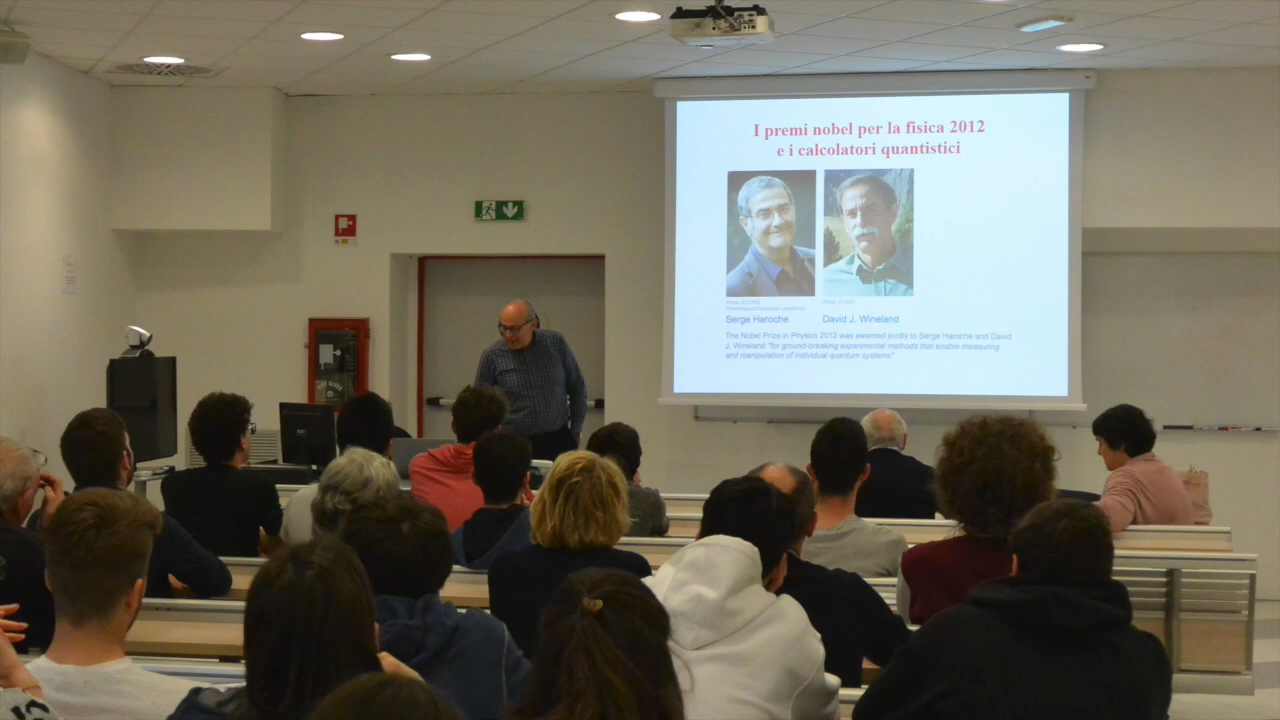 I premi nobel per la fisica 2012
e i calcolatori quantistici
Serge Haroche
David J. Wineland
The Nobel Prize in Physics 2012 was awarded jointly to Serge Haroche and David
J. Wineland "for ground-breaking experimental methods that enable measuring
and manipulation of individual quantum systems"